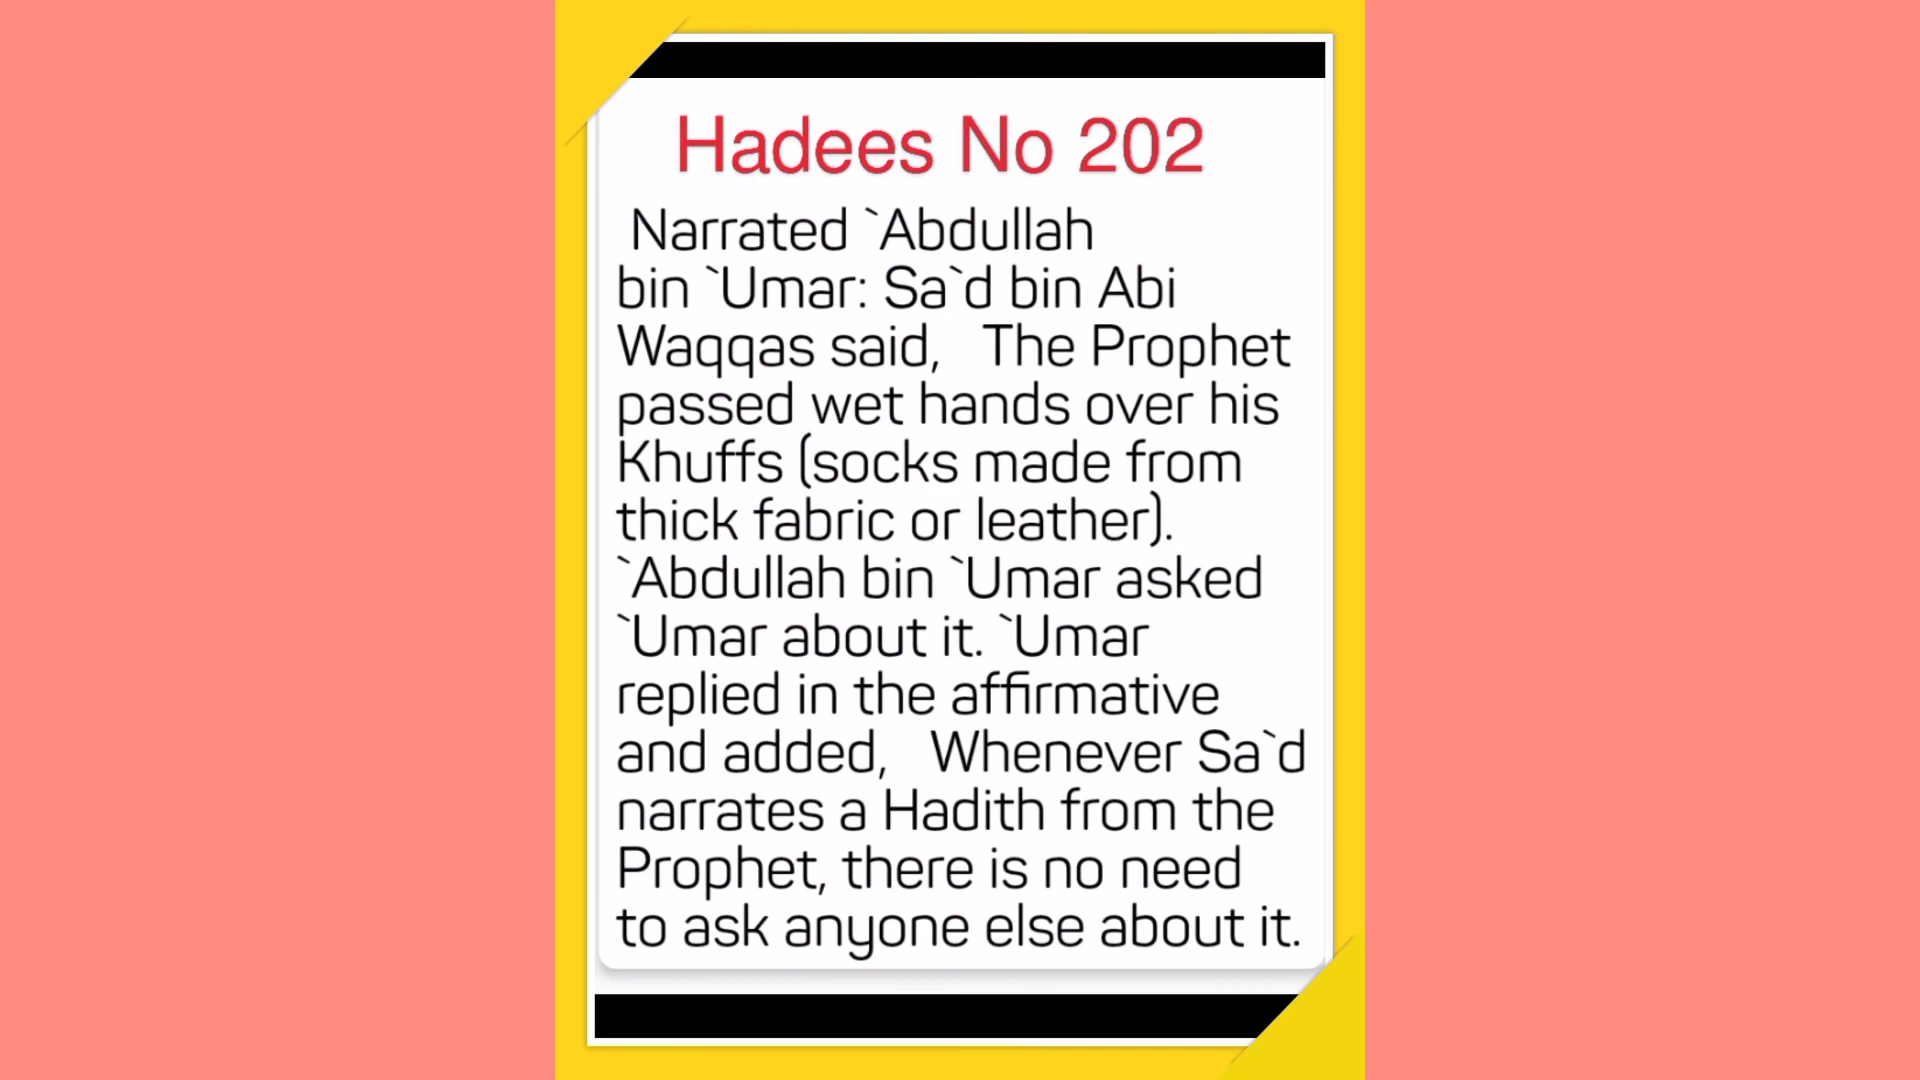 Hadees No 202
Narrated `Abdullah
bin `Umar: Sa`d bin Abi
Waqqas said,   The Prophet
passed wet hands over his
Khuffs (socks made from
thick fabric or leather).
`Abdullah bin `Umar asked
`Umar about it. `Umar
replied in the affirmative
and added,   Whenever Sa`d
narrates a Hadith from the
Prophet, there is no need
to ask anyone else about it.